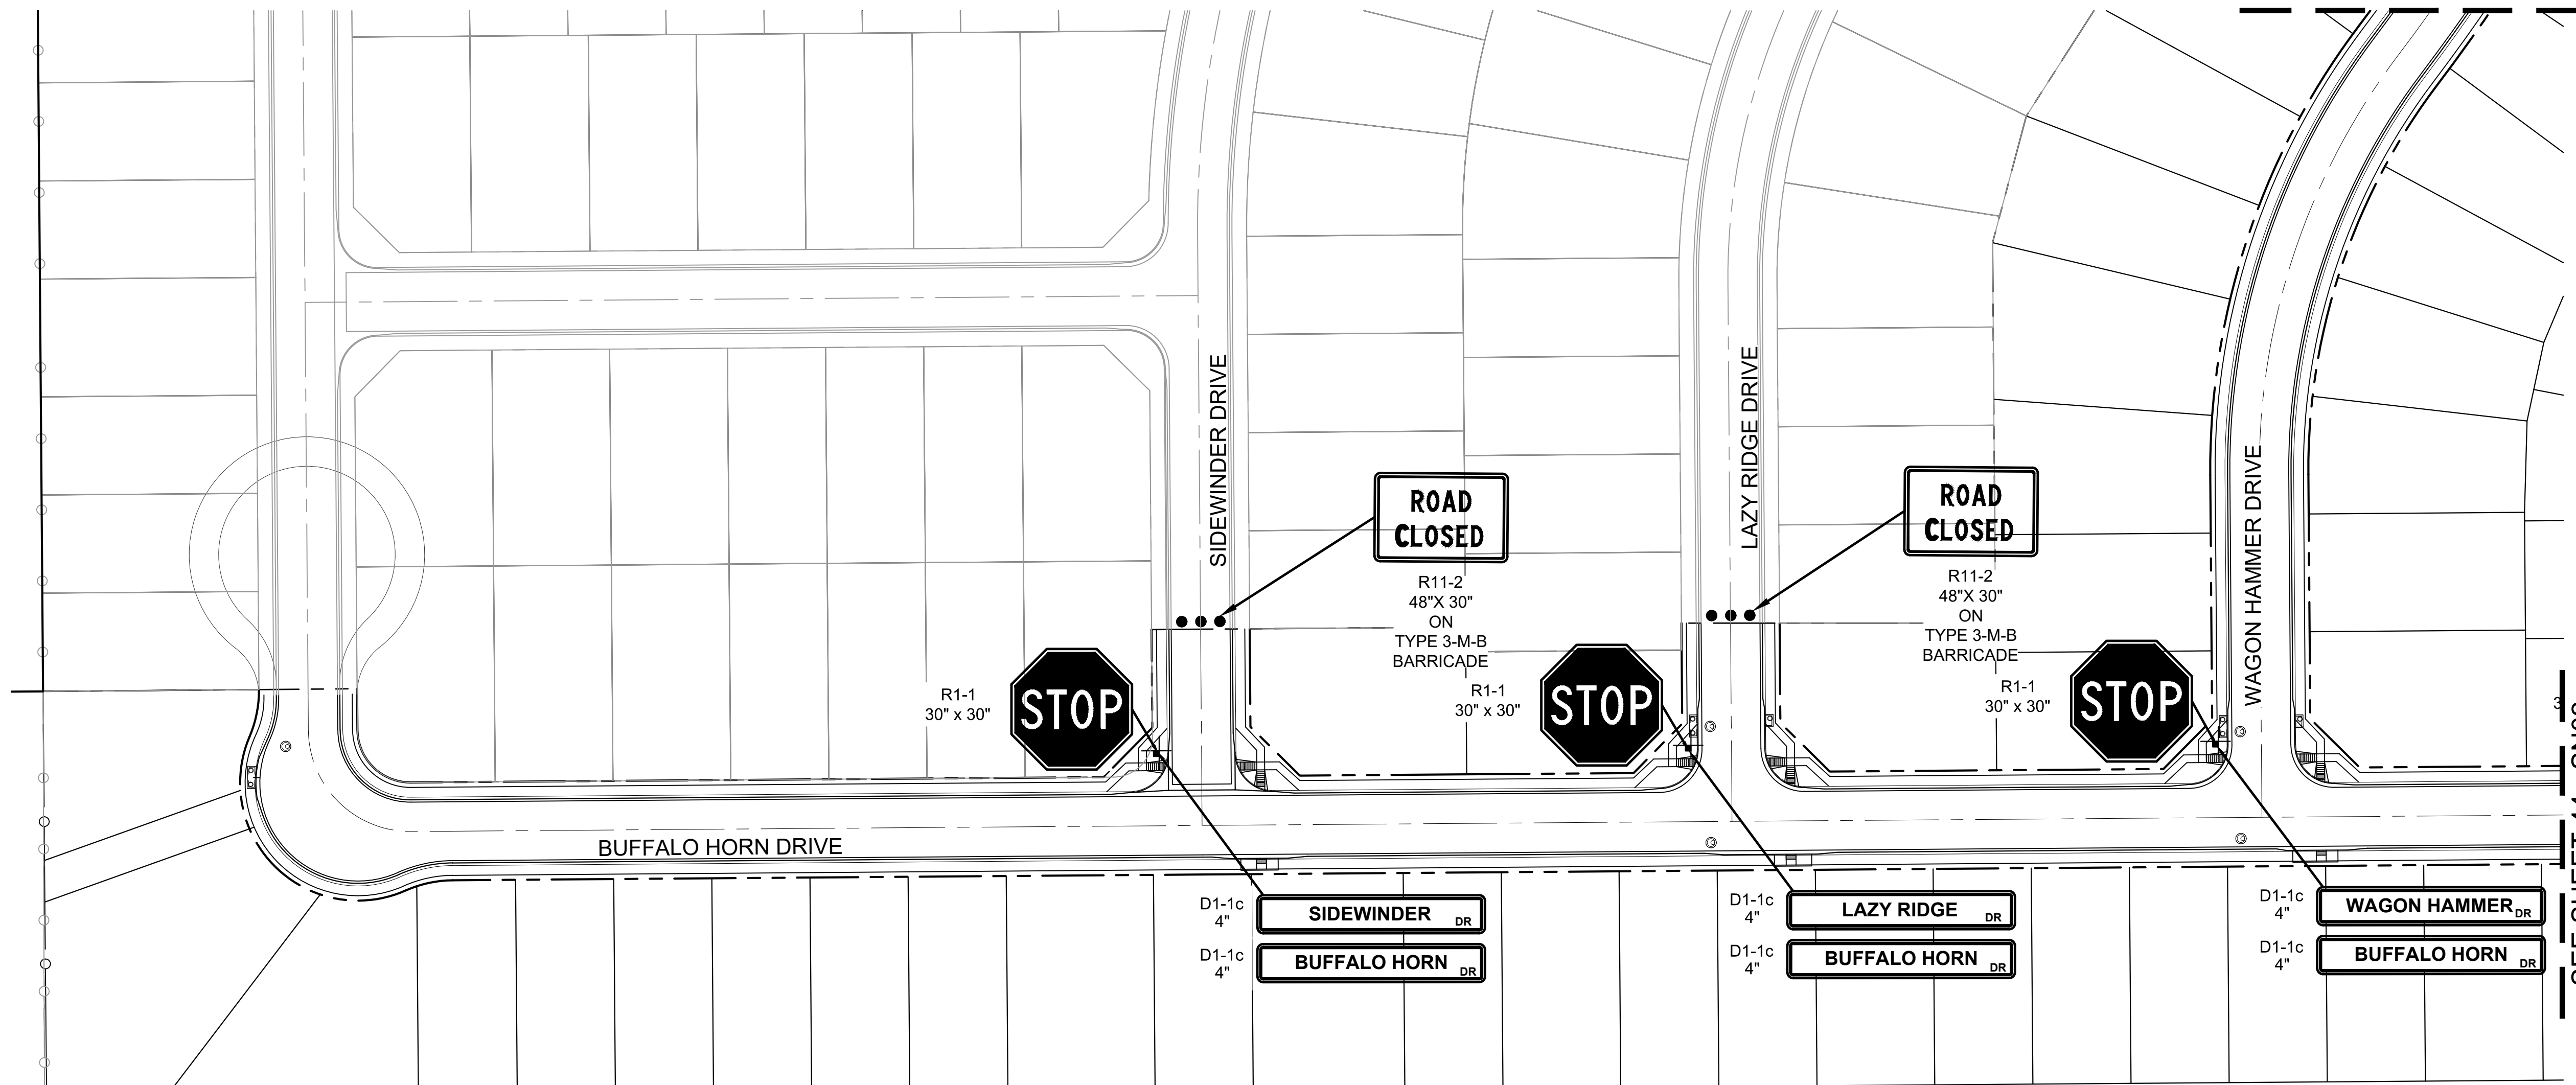 SIDEWINDER DRIVE
LAZY RIDGE DRIVE
WAGON HAMMER DRIVE
ROAD
CLOSED
R11-2
48"X 30"
ON
TYPE 3-M-B
BARRICADE
ROAD
CLOSED
R11-2
48"X 30"
ON
TYPE 3-M-B
BARRICADE
R1-1
30" x 30"
STOP
R1-1
30" x 30"
STOP
R1-1
30" x 30"
STOP
BUFFALO HORN DRIVE
D1-1c
4"
SIDEWINDER DR
D1-1c
4"
BUFFALO HORN DR
D1-1c
4"
LAZY RIDGE DR
D1-1c
4"
BUFFALO HORN DR
D1-1c
4"
WAGON HAMMER DR
D1-1c
4"
BUFFALO HORN DR